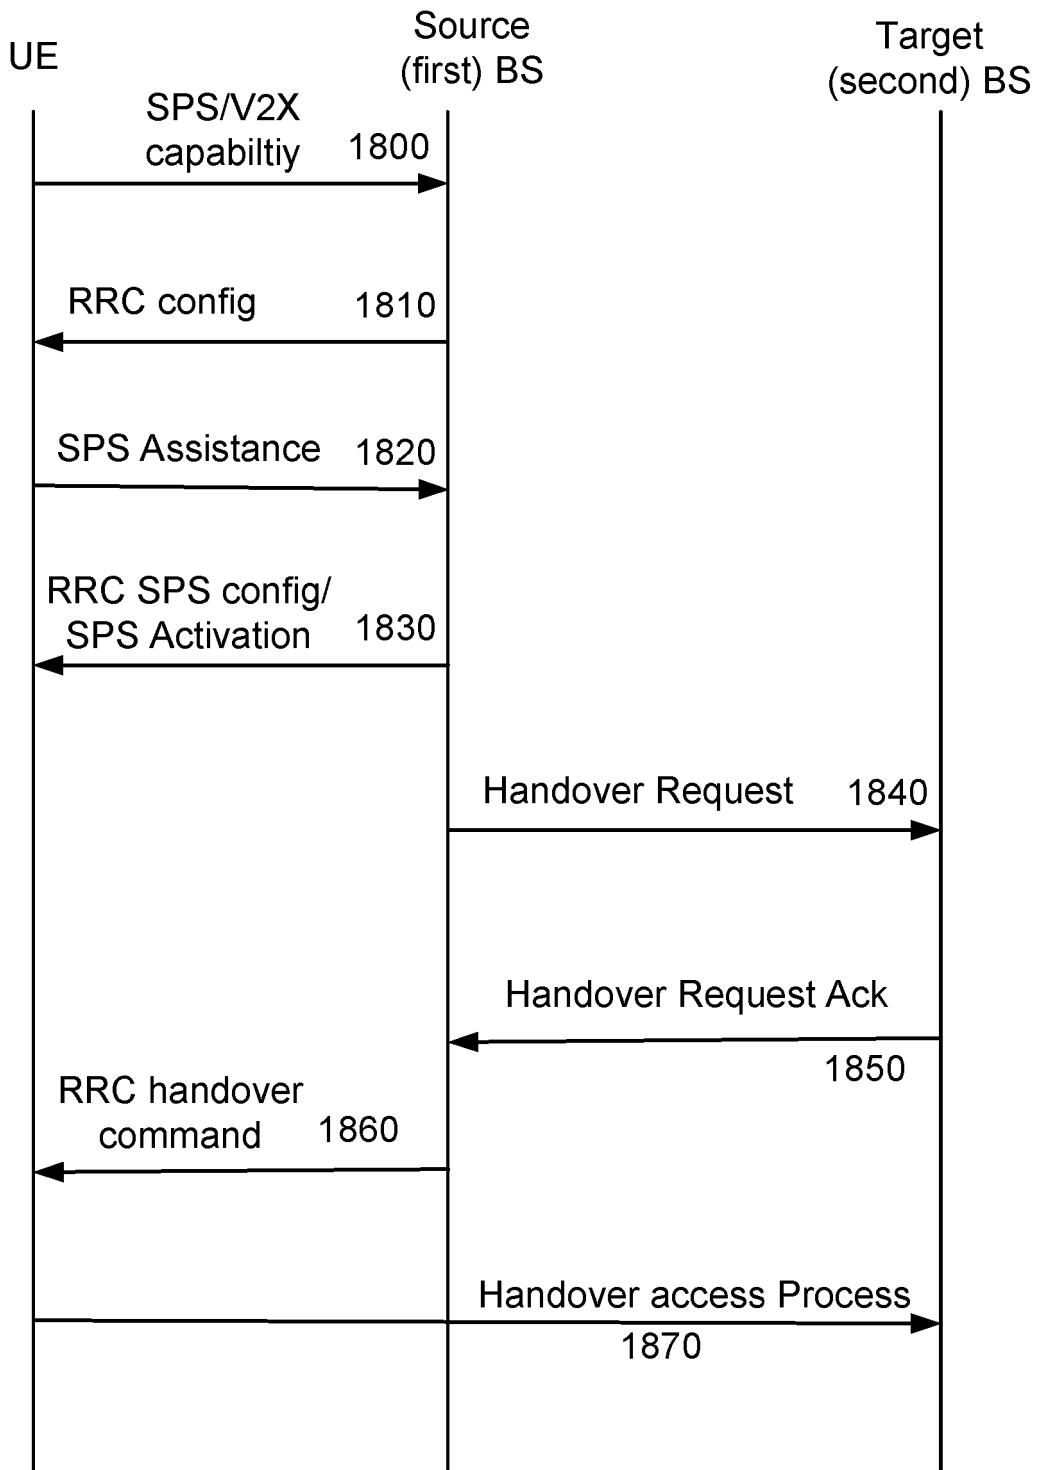 UE
Source
(first) BS
Target
(second) BS
SPS/V2X
capabiltiy
1800
RRC config
1810
SPS Assistance
1820
RRC SPS config/
SPS Activation
1830
Handover Request
1840
Handover Request Ack
1850
RRC handover
command
1860
Handover access Process
1870